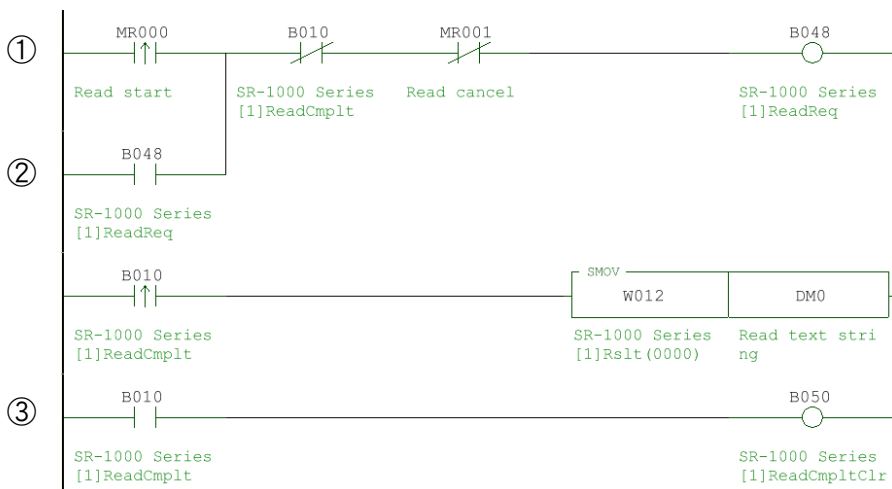 MR000 B010 MR001 B048
①
Read start SR-1000 Series Read cancel SR-1000 Series
[1]ReadCmplt [1]ReadReq
B048
②
SR-1000 Series
[1]ReadReq
B010 SMOV
W012 DM0
SR-1000 Series SR-1000 Series Read text stri
[1]ReadCmplt [1]Rslt(0000) ng
B010 B050
③
SR-1000 Series SR-1000 Series
[1]ReadCmplt [1]ReadCmpltClr